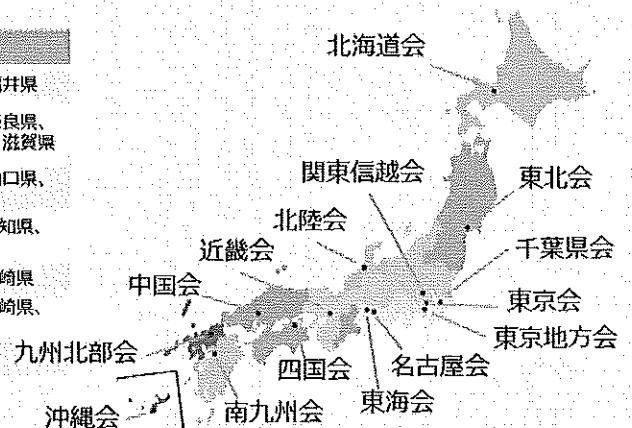 井県
良県、
滋賀県
口県、
知県、
崎県
崎県、
北海道会
関東信越会
東北会
北陸会
千葉県会
近畿会
中国会
東京会
東京地方会
九州北部会
四国会
名古屋会
東海会
沖縄会
南九州会